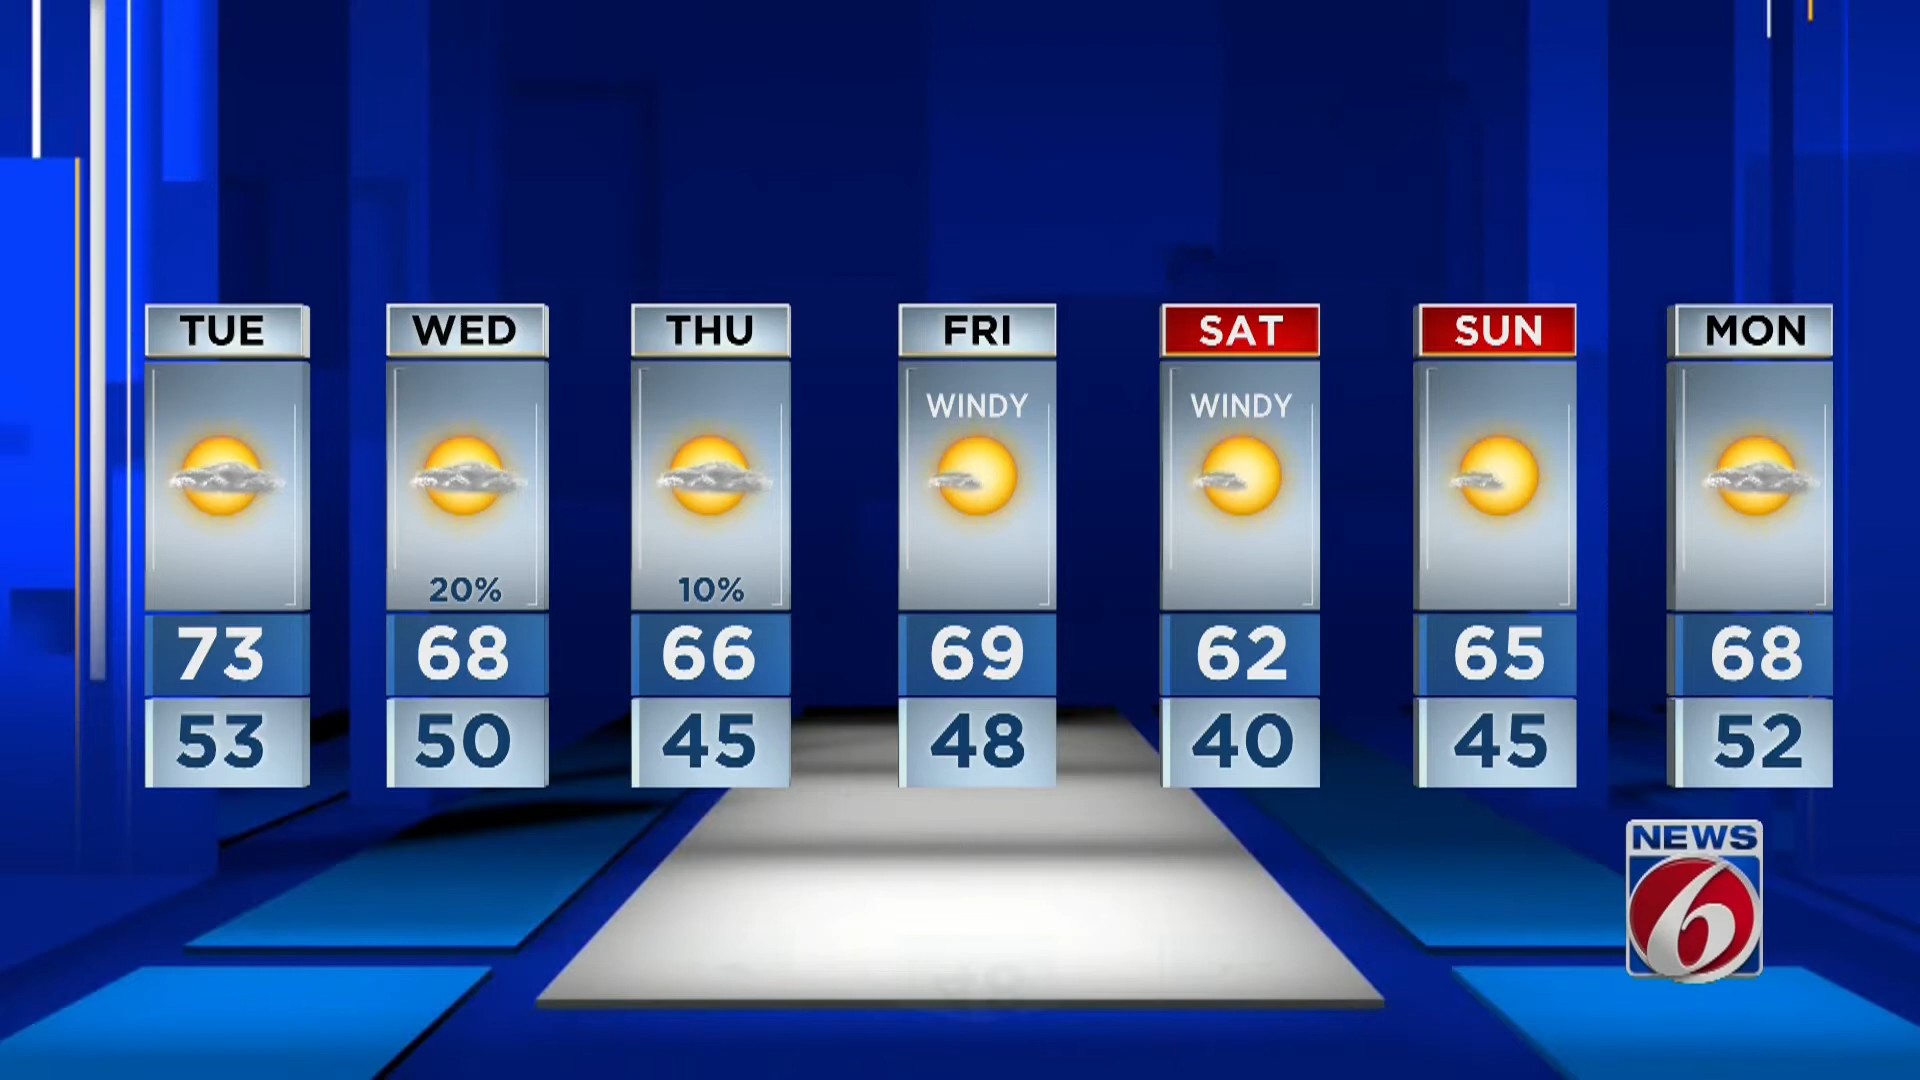 TUE WED THU FRI SAT SUN MON
WINDY WINDY
20% 10%
73 68 66 69 62 65 68
53 50 45 48 40 45 52
NEWS
6